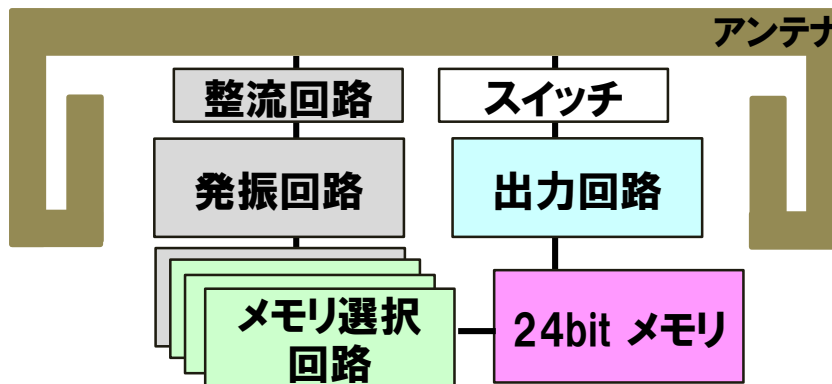 アンテナ
整流回路
スイッチ
発振回路
出力回路
メモリ選択
回路
24bit メモリ